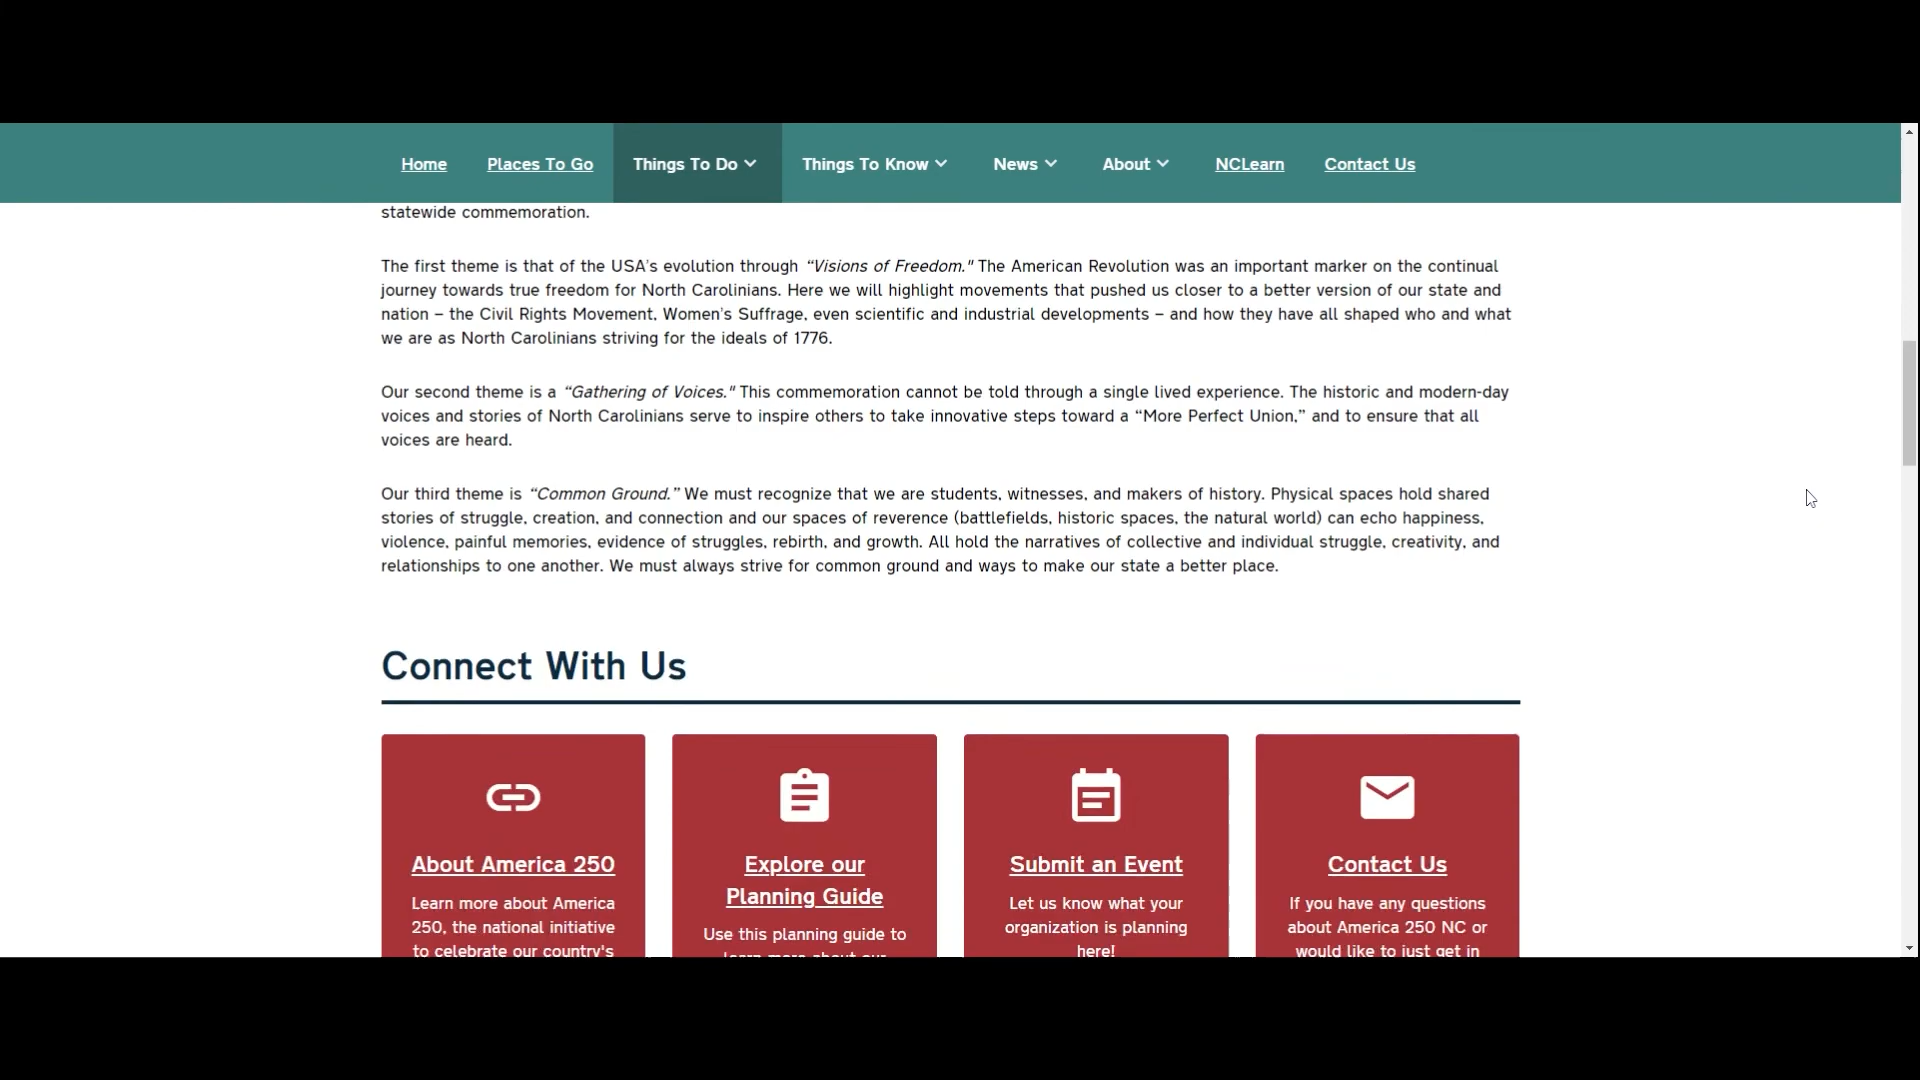 Home Places To Go Things To Do Things To Know News About NCLearn Contact Us
statewide commemoration.
The first theme is that of the USA's evolution through “Visions of Freedom." The American Revolution was an important marker on the continual
journey towards true freedom for North Carolinians. Here we will highlight movements that pushed us closer to a better version of our state and
nation – the Civil Rights Movement, Women's Suffrage, even scientific and industrial developments – and how they have all shaped who and what
we are as North Carolinians striving for the ideals of 1776.
Our second theme is a “Gathering of Voices." This commemoration cannot be told through a single lived experience. The historic and modern-day
voices and stories of North Carolinians serve to inspire others to take innovative steps toward a “More Perfect Union,” and to ensure that all
voices are heard.
Our third theme is “Common Ground.” We must recognize that we are students, witnesses, and makers of history. Physical spaces hold shared
stories of struggle, creation, and connection and our spaces of reverence (battlefields, historic spaces, the natural world) can echo happiness,
violence, painful memories, evidence of struggles, rebirth, and growth. All hold the narratives of collective and individual struggle, creativity, and
relationships to one another. We must always strive for common ground and ways to make our state a better place.
Connect With Us
About America 250
Learn more about America
250, the national initiative
to celebrate our country's
Explore our
Planning Guide
Use this planning guide to
learn more about our
Submit an Event
Let us know what your
organization is planning
here!
Contact Us
If you have any questions
about America 250 NC or
would like to just get in